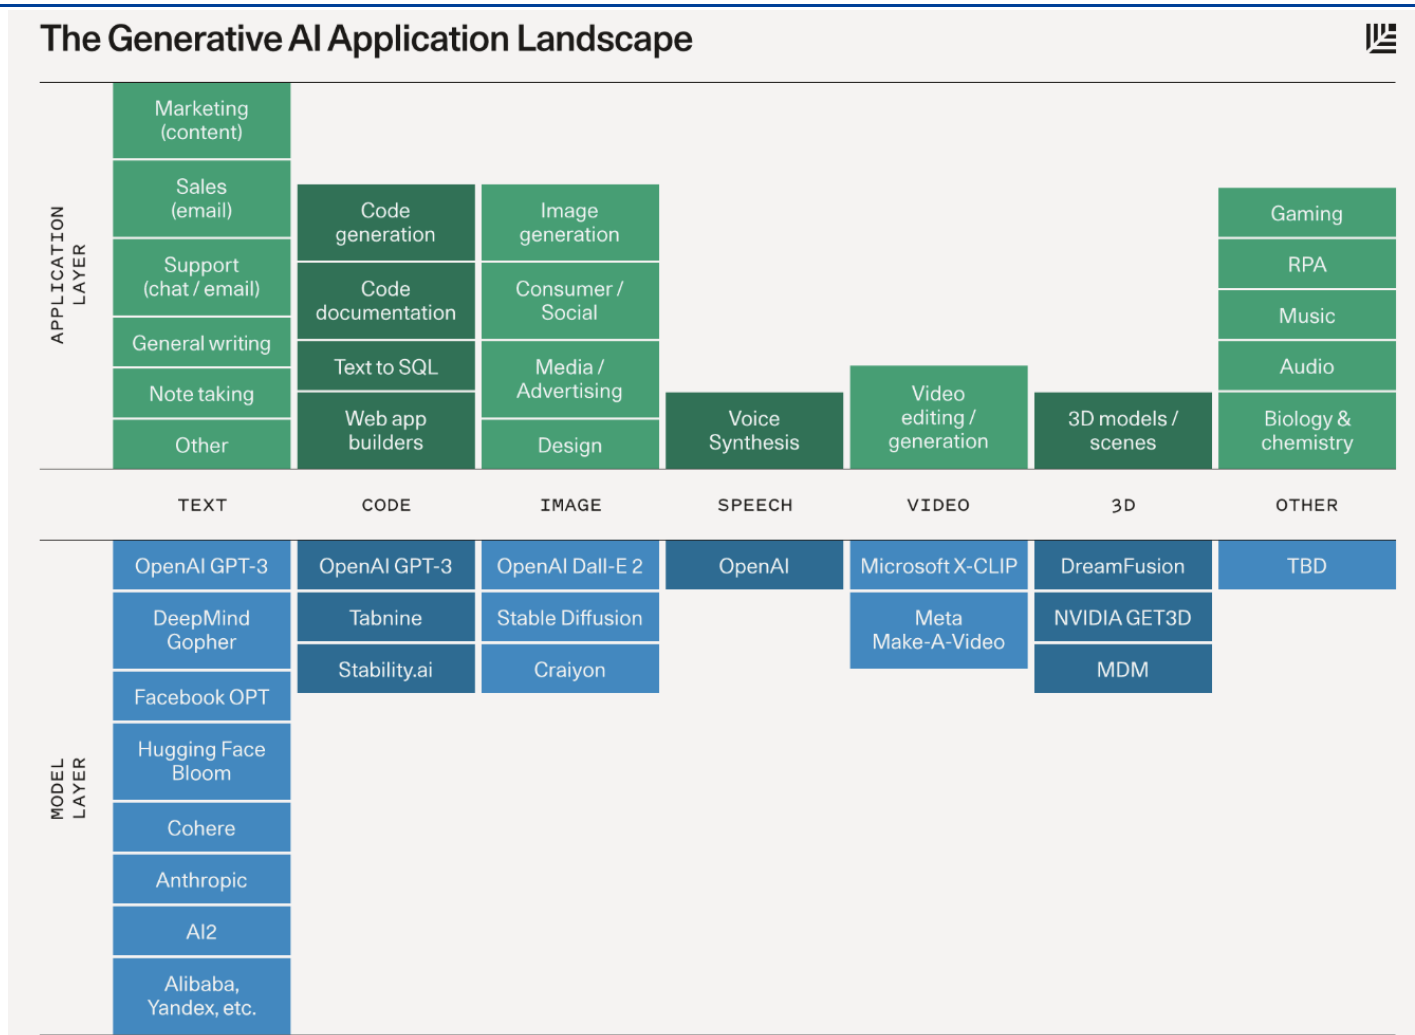 The Generative AI Application Landscape
APPLICATION
LAYER
Marketing
(content)
Sales
(email)
Support
(chat / email)
General writing
Note taking
Other
Code
generation
Code
documentation
Text to SQL
Web app
builders
Image
generation
Consumer /
Social
Media /
Advertising
Design
Voice
Synthesis
Video
editing /
generation
3D models /
scenes
Gaming
RPA
Music
Audio
Biology &
chemistry
TEXT
CODE
IMAGE
SPEECH
VIDEO
3D
OTHER
MODEL
LAYER
OpenAI GPT-3
DeepMind
Gopher
Facebook OPT
Hugging Face
Bloom
Cohere
Anthropic
AI2
Alibaba,
Yandex, etc.
OpenAI GPT-3
Tabnine
Stability.ai
OpenAI Dall-E 2
Stable Diffusion
Craiyon
OpenAI
Microsoft X-CLIP
Meta
Make-A-Video
DreamFusion
NVIDIA GET3D
MDM
TBD